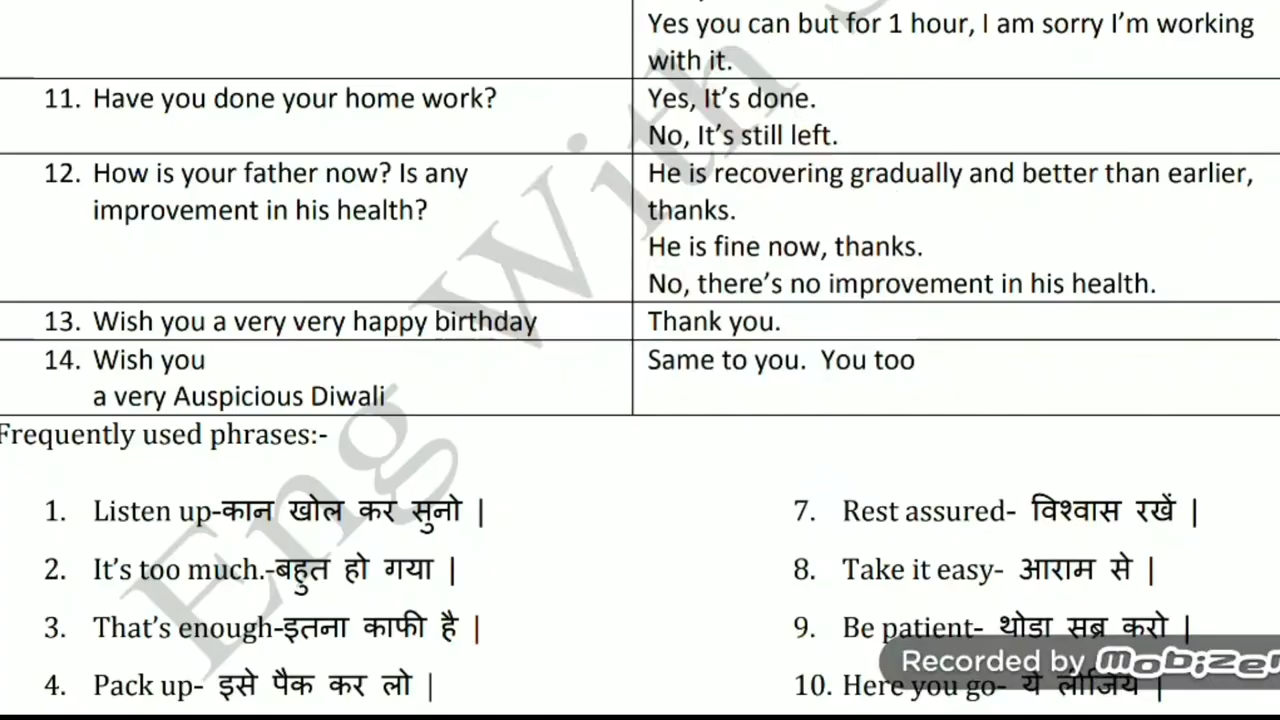 Yes you can but for 1 hour, I am sorry I'm working
with it.
11. Have you done your home work?
Yes, It's done.
No, It's still left.
12. How is your father now? Is any
improvement in his health?
He is recovering gradually and better than earlier,
thanks.
He is fine now, thanks.
No, there's no improvement in his health.
13. Wish you a very very happy birthday
Thank you.
14. Wish you
a very Auspicious Diwali
Same to you. You too
Frequently used phrases:-
1. Listen up-कान खोल कर सुनो |
2. It's too much.-बहुत हो गया |
3. That's enough-इतना काफी है |
4. Pack up- इसे पैक कर लो |
7. Rest assured- विश्वास रखें |
8. Take it easy- आराम से |
9. Be patient- थोडा सब्र करो |
10. Here you go- ये लीजिये |
Eng With
Recorded by